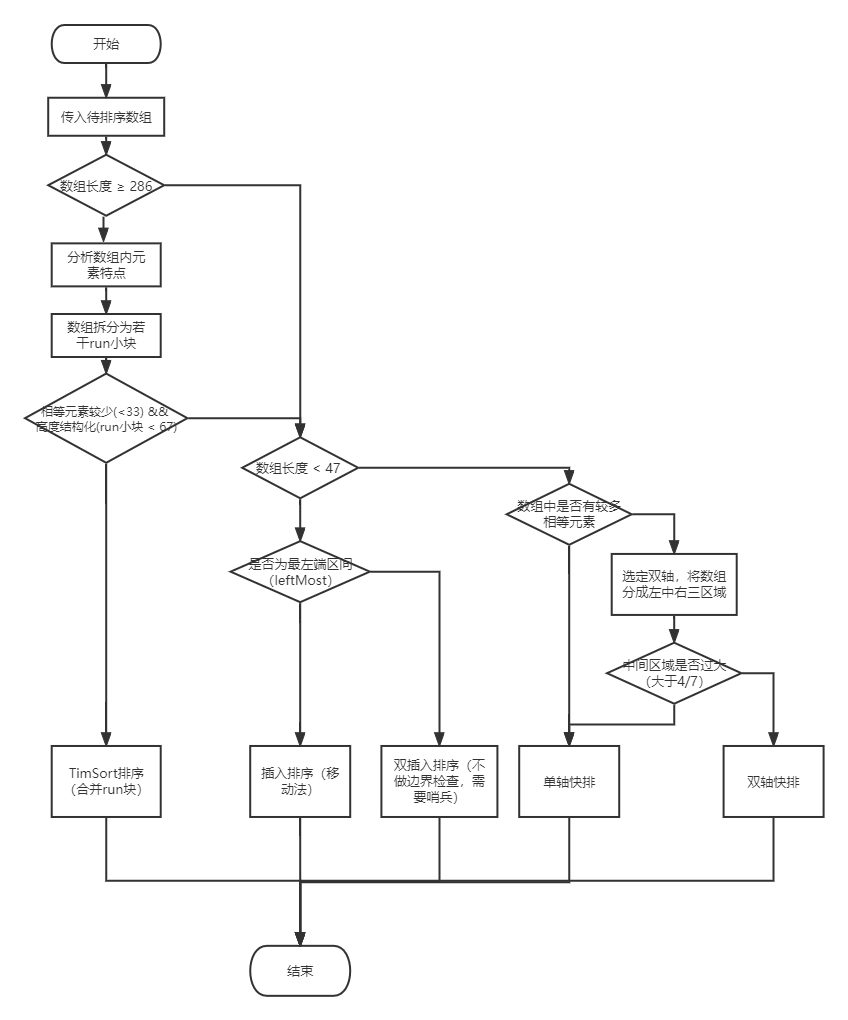 开始
传入待排序数组
数组长度 ≥ 286
分析数组内元
素特点
数组拆分为若
干run小块
相等元素较少(<33) &&
高度结构化(run小块 < 67)
数组长度 < 47
数组中是否有较多
相等元素
是否为最左端区间
（leftMost）
选定双轴，将数组
分成左中右三区域
中间区域是否过大
（大于4/7）
TimSort排序
（合并run块）
插入排序（移
动法）
双插入排序（不
做边界检查，需
要哨兵）
单轴快排
双轴快排
结束